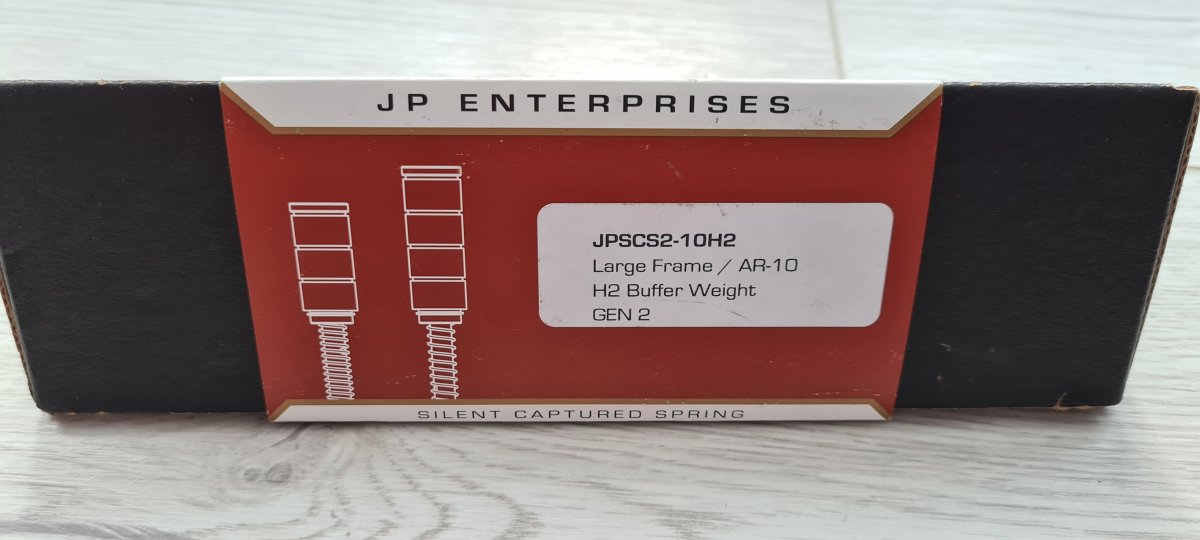 JP ENTERPRISES
JPSCS2-10H2
Large Frame / AR-10
H2 Buffer Weight
GEN 2
SILENT CAPTURED SPRING